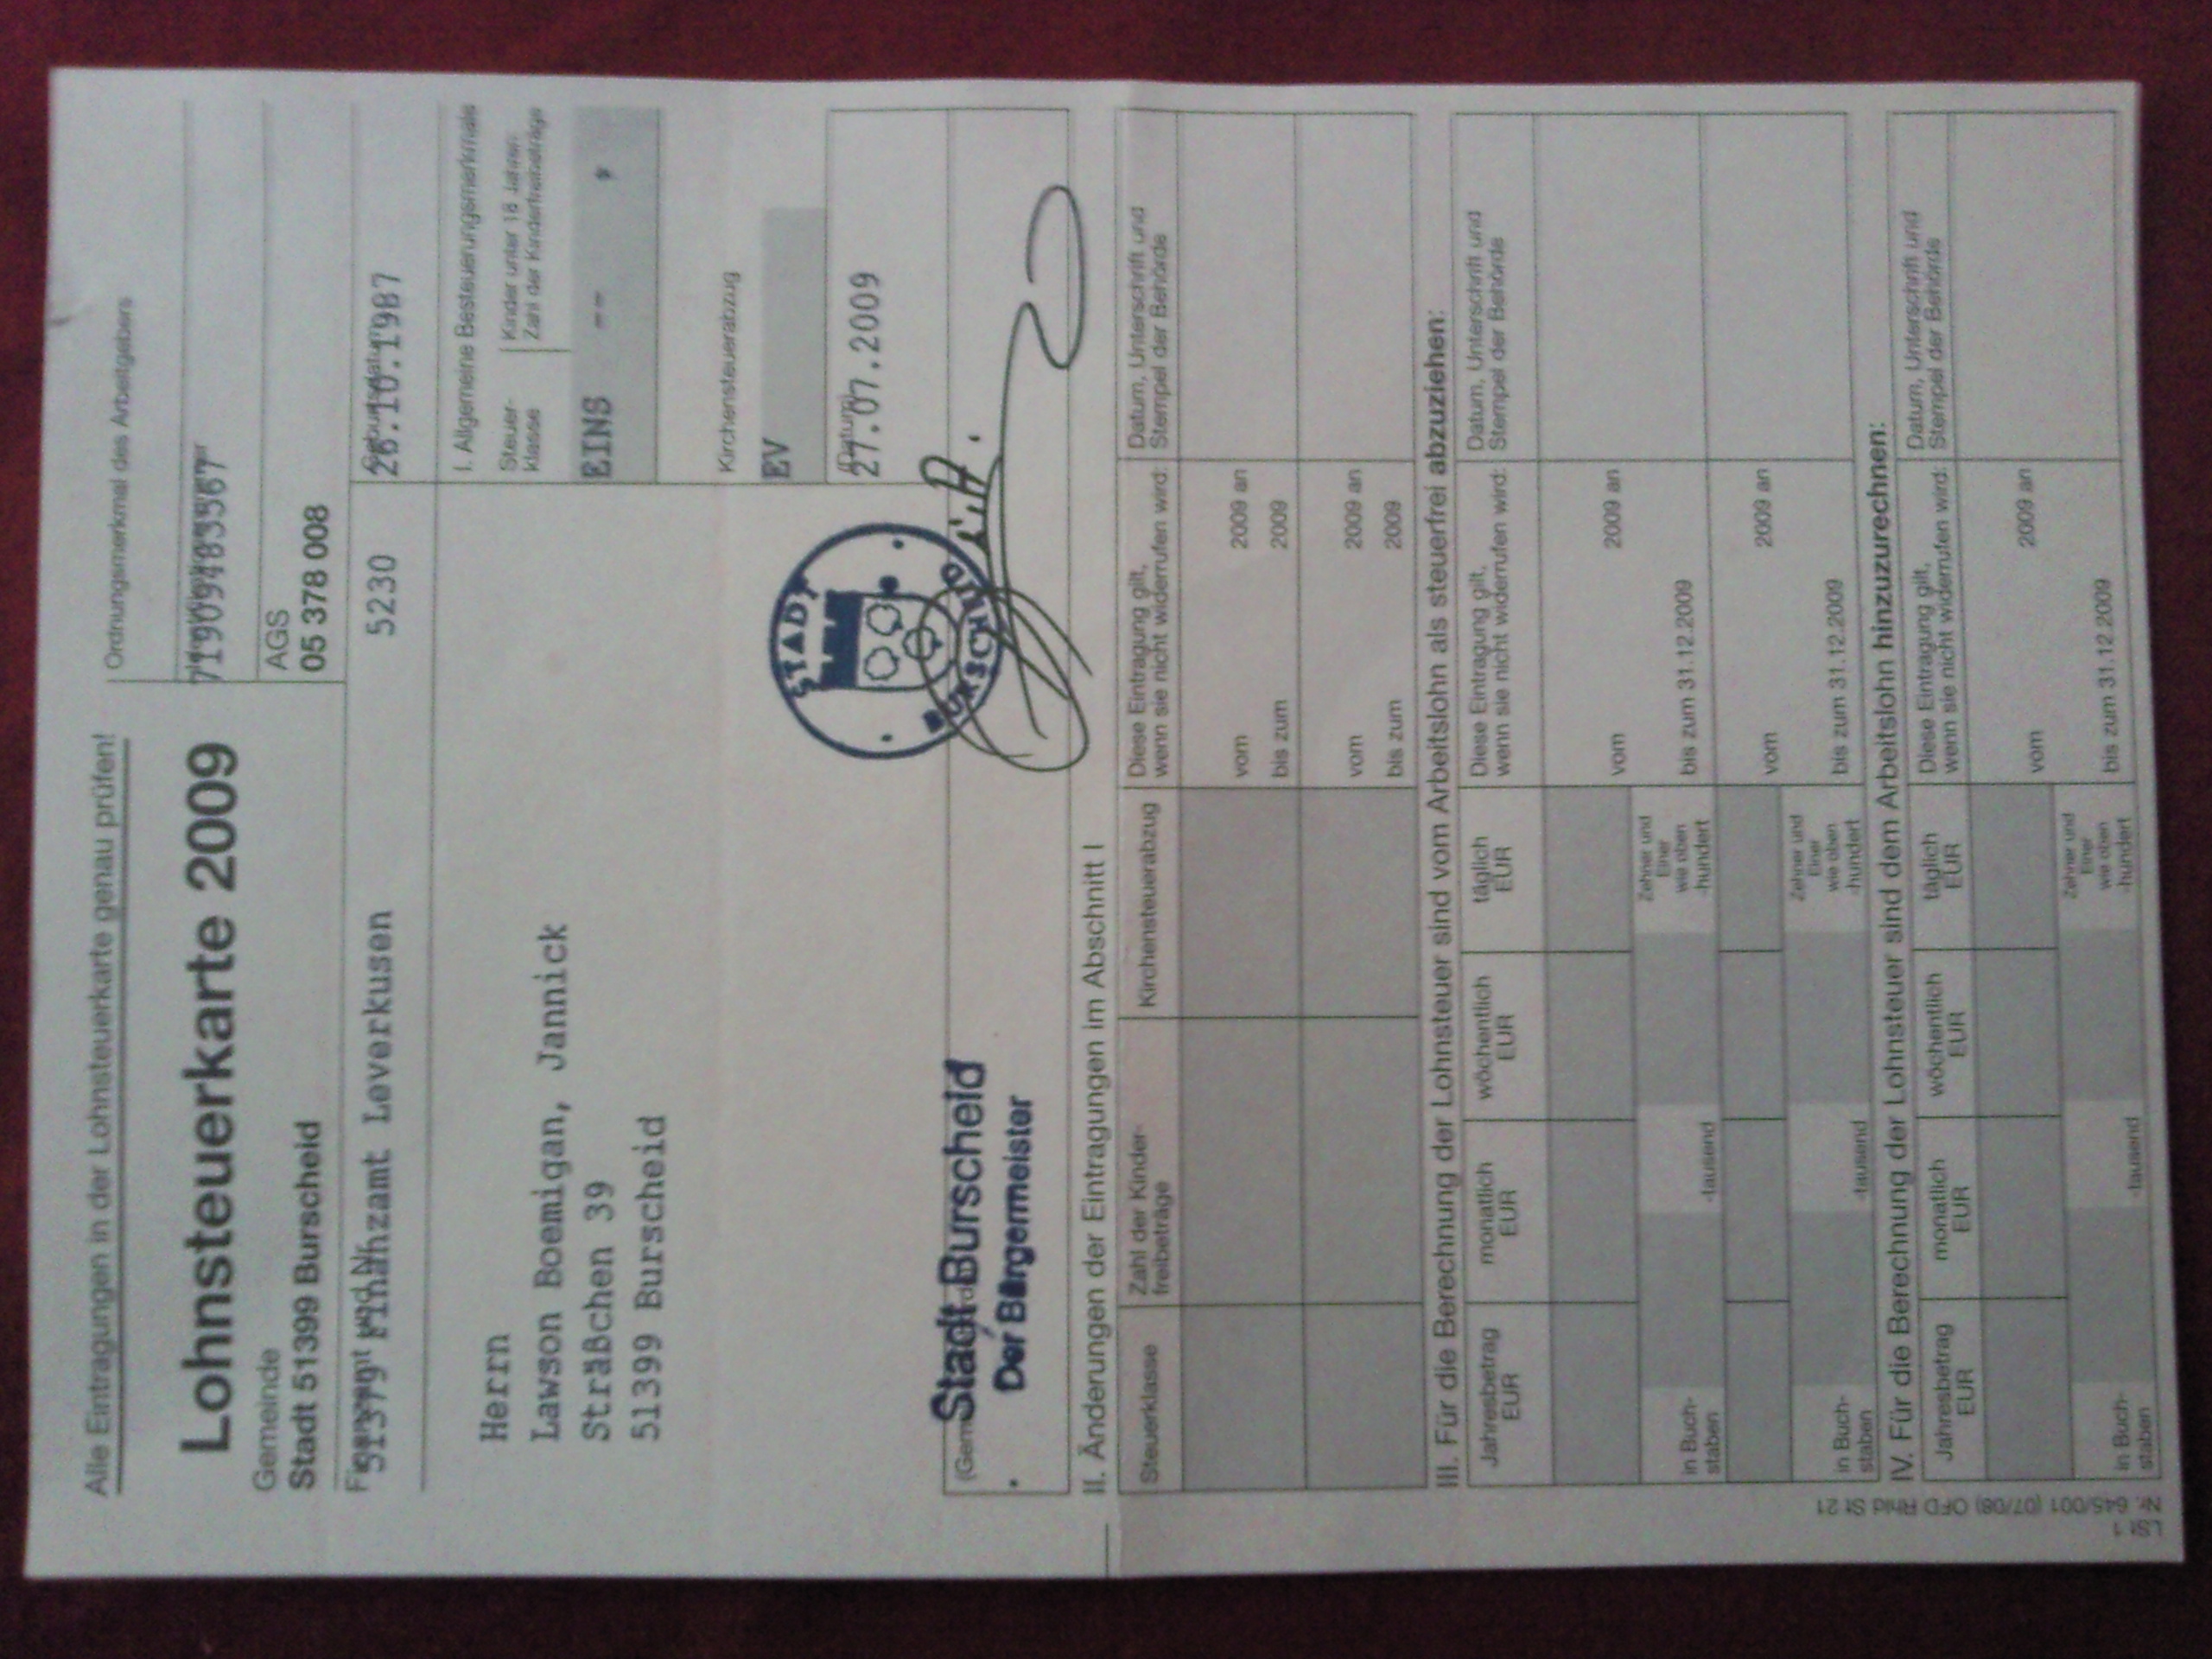 Alle Eintragungen in der Lohnsteuerkarte genau prüfen!
Ordnungsmerkmal des Arbeitgebers
Lohnsteuerkarte 2009
Gemeinde
Stadt 51399 Burscheid
AGS
05 378 008
51379 Finanzamt Leverkusen 5230
Geburtsdatum
26.10.1987
I. Allgemeine Besteuerungsmerkmale
Steuer-
klasse
Kinder unter 18 Jahren:
Zahl der Kinderfreibeträge
EINS -- *
Herrn
Lawson Boemigan, Jannick
Sträßchen 39
51399 Burscheid
Kirchensteuerabzug
EV
(Datum)
27.07.2009
STADT
BURSCHEID
(Gem
Stadt Burscheid
Der Bürgermeister
II. Änderungen der Eintragungen im Abschnitt I
Steuerklasse
Zahl der Kinder-
freibeträge
Kirchensteuerabzug
Diese Eintragung gilt,
wenn sie nicht widerrufen wird:
Datum, Unterschrift und
Stempel der Behörde
vom 2009 an
bis zum 2009
vom 2009 an
bis zum 2009
III. Für die Berechnung der Lohnsteuer sind vom Arbeitslohn als steuerfrei abzuziehen:
Jahresbetrag
EUR
monatlich
EUR
wöchentlich
EUR
täglich
EUR
Diese Eintragung gilt,
wenn sie nicht widerrufen wird:
Datum, Unterschrift und
Stempel der Behörde
vom 2009 an
in Buch-
staben
-tausend
Zehner und
Einer
wie oben
-hundert
bis zum 31.12.2009
vom 2009 an
in Buch-
staben
-tausend
Zehner und
Einer
wie oben
-hundert
bis zum 31.12.2009
IV. Für die Berechnung der Lohnsteuer sind dem Arbeitslohn hinzuzurechnen:
Jahresbetrag
EUR
monatlich
EUR
wöchentlich
EUR
täglich
EUR
Diese Eintragung gilt,
wenn sie nicht widerrufen wird:
Datum, Unterschrift und
Stempel der Behörde
vom 2009 an
in Buch-
staben
-tausend
Zehner und
Einer
wie oben
-hundert
bis zum 31.12.2009
LSt 1
Nr. 645/001 (07/08) OFD Rhld St 21